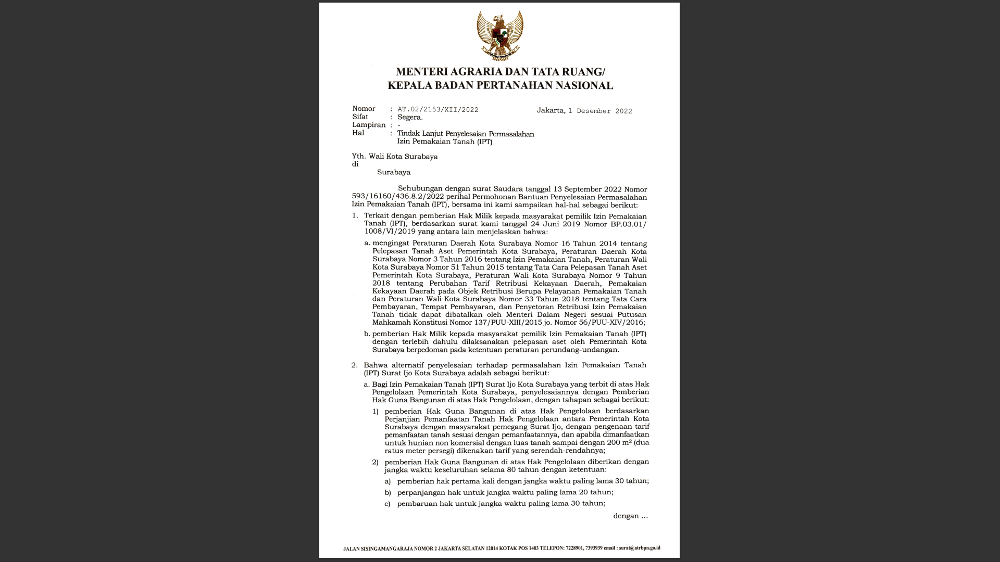 MENTERI AGRARIA DAN TATA RUANG/
KEPALA BADAN PERTANAHAN NASIONAL
Nomor : AT.02/2153/XII/2022 Jakarta, 1 Desember 2022
Sifat : Segera.
Lampiran : -
Hal : Tindak Lanjut Penyelesaian Permasalahan
Izin Pemakaian Tanah (IPT)
Yth. Wali Kota Surabaya
di
Surabaya
Sehubungan dengan surat Saudara tanggal 13 September 2022 Nomor
593/16160/436.8.2/2022 perihal Permohonan Bantuan Penyelesaian Permasalahan
Izin Pemakaian Tanah (IPT), bersama ini kami sampaikan hal-hal sebagai berikut:
1. Terkait dengan pemberian Hak Milik kepada masyarakat pemilik Izin Pemakaian
Tanah (IPT), berdasarkan surat kami tanggal 24 Juni 2019 Nomor BP.03.01/
1008/VI/2019 yang antara lain menjelaskan bahwa:
a. mengingat Peraturan Daerah Kota Surabaya Nomor 16 Tahun 2014 tentang
Pelepasan Tanah Aset Pemerintah Kota Surabaya, Peraturan Daerah Kota
Surabaya Nomor 3 Tahun 2016 tentang Izin Pemakaian Tanah, Peraturan Wali
Kota Surabaya Nomor 51 Tahun 2015 tentang Tata Cara Pelepasan Tanah Aset
Pemerintah Kota Surabaya, Peraturan Wali Kota Surabaya Nomor 9 Tahun
2018 tentang Perubahan Tarif Retribusi Kekayaan Daerah, Pemakaian
Kekayaan Daerah pada Objek Retribusi Berupa Pelayanan Pemakaian Tanah
dan Peraturan Wali Kota Surabaya Nomor 33 Tahun 2018 tentang Tata Cara
Pembayaran, Tempat Pembayaran, dan Penyetoran Retribusi Izin Pemakaian
Tanah tidak dapat dibatalkan oleh Menteri Dalam Negeri sesuai Putusan
Mahkamah Konstitusi Nomor 137/PUU-XIII/2015 jo. Nomor 56/PUU-XIV/2016;
b. pemberian Hak Milik kepada masyarakat pemilik Izin Pemakaian Tanah (IPT)
dengan terlebih dahulu dilaksanakan pelepasan aset oleh Pemerintah Kota
Surabaya berpedoman pada ketentuan peraturan perundang-undangan.
2. Bahwa alternatif penyelesaian terhadap permasalahan Izin Pemakaian Tanah
(IPT) Surat Ijo Kota Surabaya adalah sebagai berikut:
a. Bagi Izin Pemakaian Tanah (IPT) Surat Ijo Kota Surabaya yang terbit di atas Hak
Pengelolaan Pemerintah Kota Surabaya, penyelesaiannya dengan Pemberian
Hak Guna Bangunan di atas Hak Pengelolaan, dengan tahapan sebagai berikut:
1) pemberian Hak Guna Bangunan di atas Hak Pengelolaan berdasarkan
Perjanjian Pemanfaatan Tanah Hak Pengelolaan antara Pemerintah Kota
Surabaya dengan masyarakat pemegang Surat Ijo, dengan pengenaan tarif
pemanfaatan tanah sesuai dengan pemanfaatannya, dan apabila dimanfaatkan
untuk hunian non komersial dengan luas tanah sampai dengan 200 m² (dua
ratus meter persegi) dikenakan tarif yang serendah-rendahnya;
2) pemberian Hak Guna Bangunan di atas Hak Pengelolaan diberikan dengan
jangka waktu keseluruhan selama 80 tahun dengan ketentuan:
a) pemberian hak pertama kali dengan jangka waktu paling lama 30 tahun;
b) perpanjangan hak untuk jangka waktu paling lama 20 tahun;
c) pembaruan hak untuk jangka waktu paling lama 30 tahun;
dengan ...
JALAN SISINGAMANGARAJA NOMOR 2 JAKARTA SELATAN 12014 KOTAK POS 1403 TELEPON: 7228901, 7393939 email : surat@atrbpn.go.id